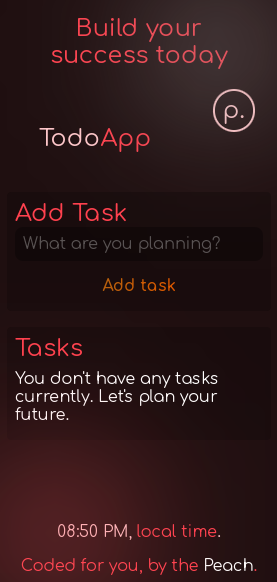 Build your
success today
p.
TodoApp
Add Task
What are you planning?
Add task
Tasks
You don't have any tasks
currently. Let's plan your
future.
08:50 PM, local time.
Coded for you, by the Peach.